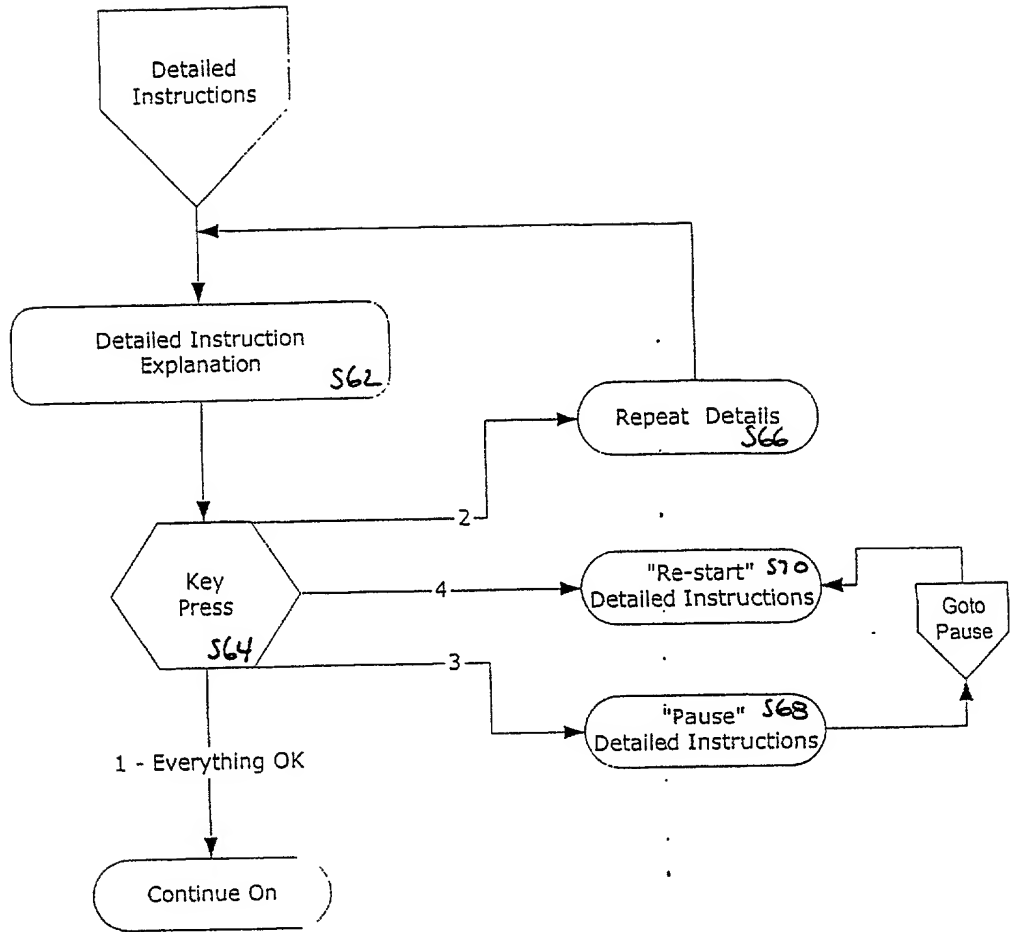 Detailed
Instructions
Detailed Instruction
Explanation
S62
Repeat Details
S66
2
Key
Press
S64
4
"Re-start" S70
Detailed Instructions
Goto
Pause
3
"Pause" S68
Detailed Instructions
1 - Everything OK
Continue On